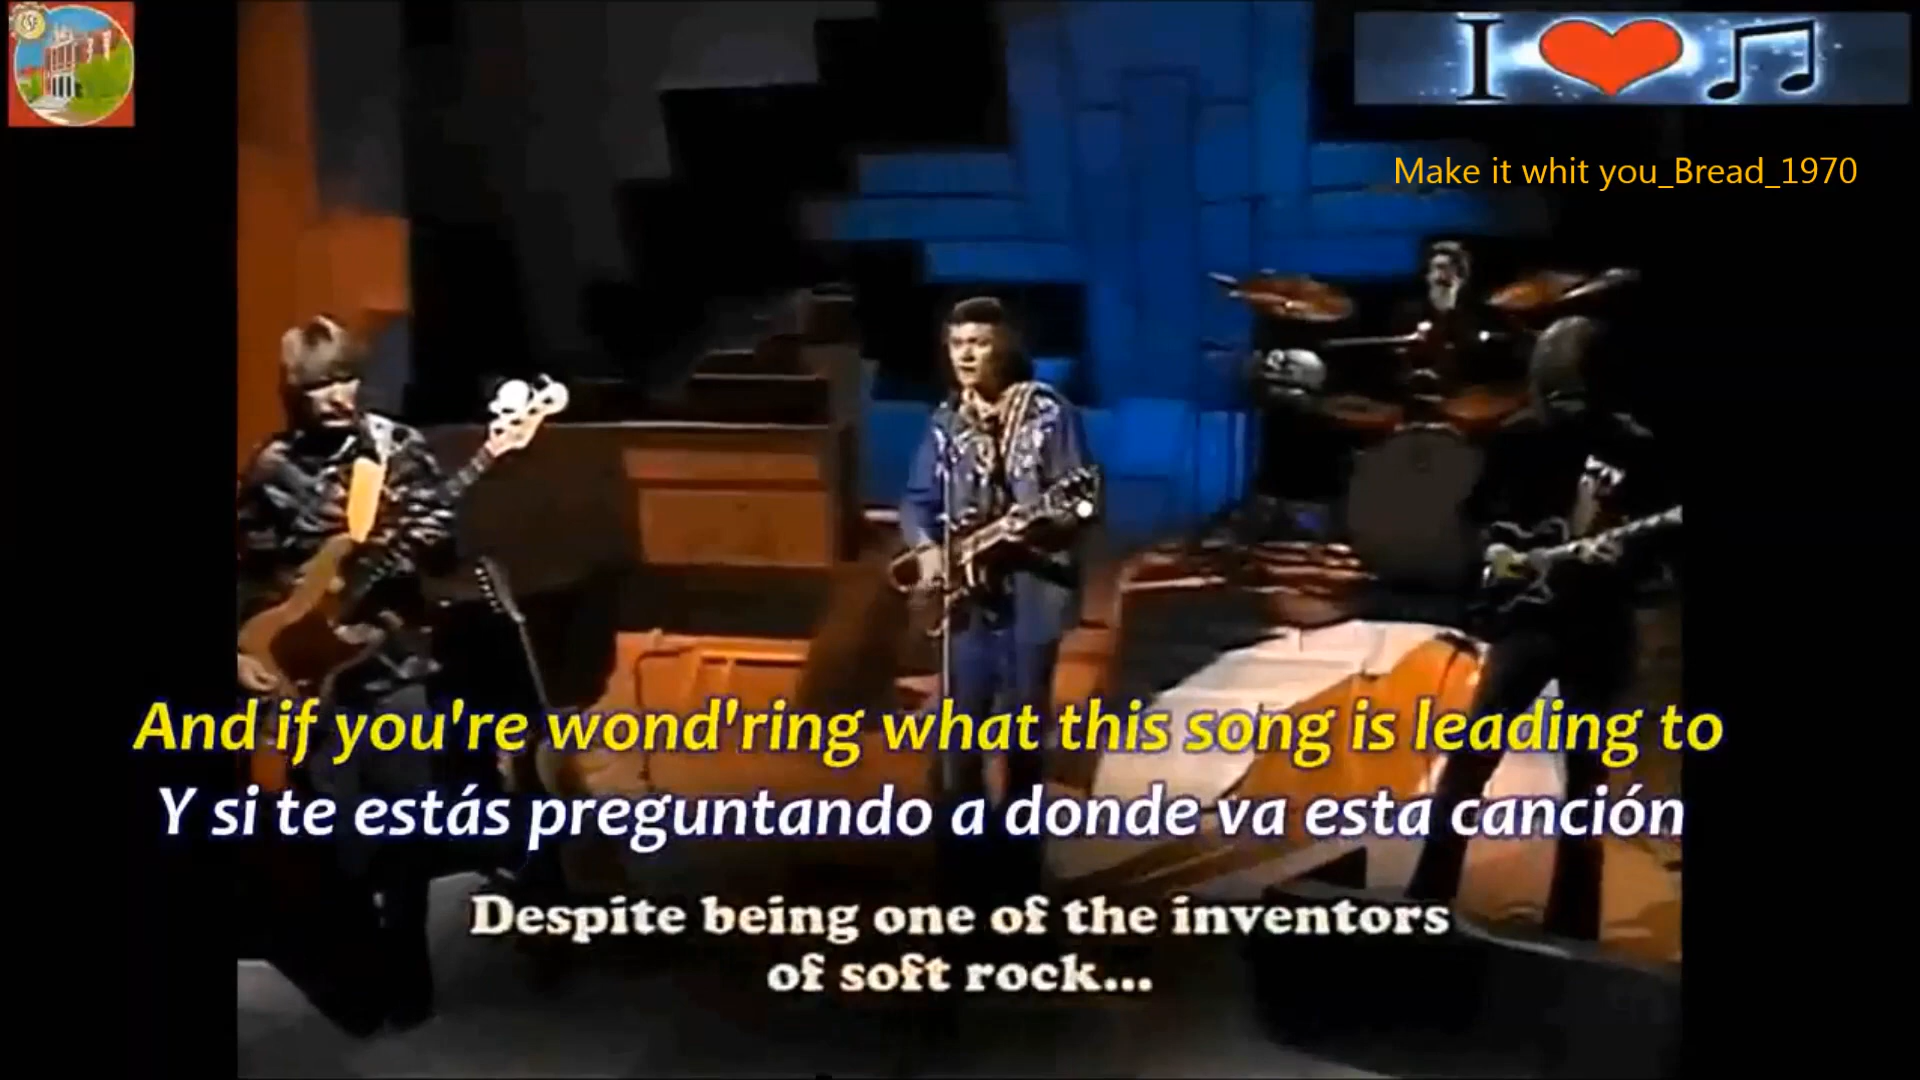 I
Make it whit you_Bread_1970
And if you're wond'ring what this song is leading to
Y si te estás preguntando a donde va esta canción
Despite being one of the inventors
of soft rock...